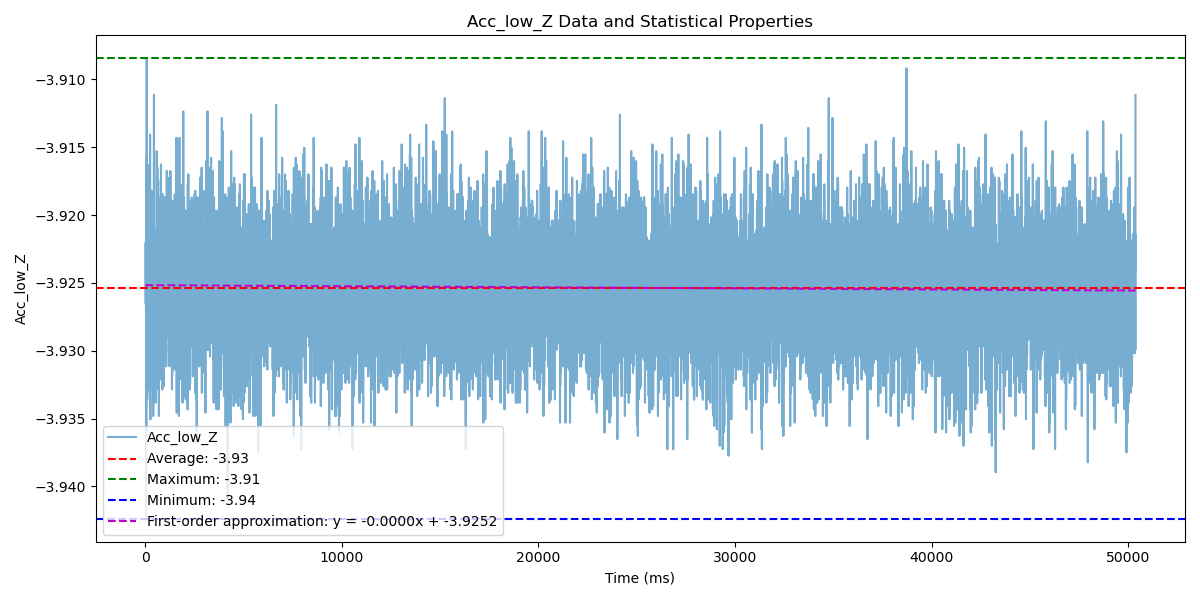 Acc_low_Z Data and Statistical Properties
−3.910
−3.915
−3.920
−3.925
−3.930
−3.935
−3.940
Acc_low_Z
Acc_low_Z
Average: -3.93
Maximum: -3.91
Minimum: -3.94
First-order approximation: y = -0.0000x + -3.9252
0 10000 20000 30000 40000 50000
Time (ms)